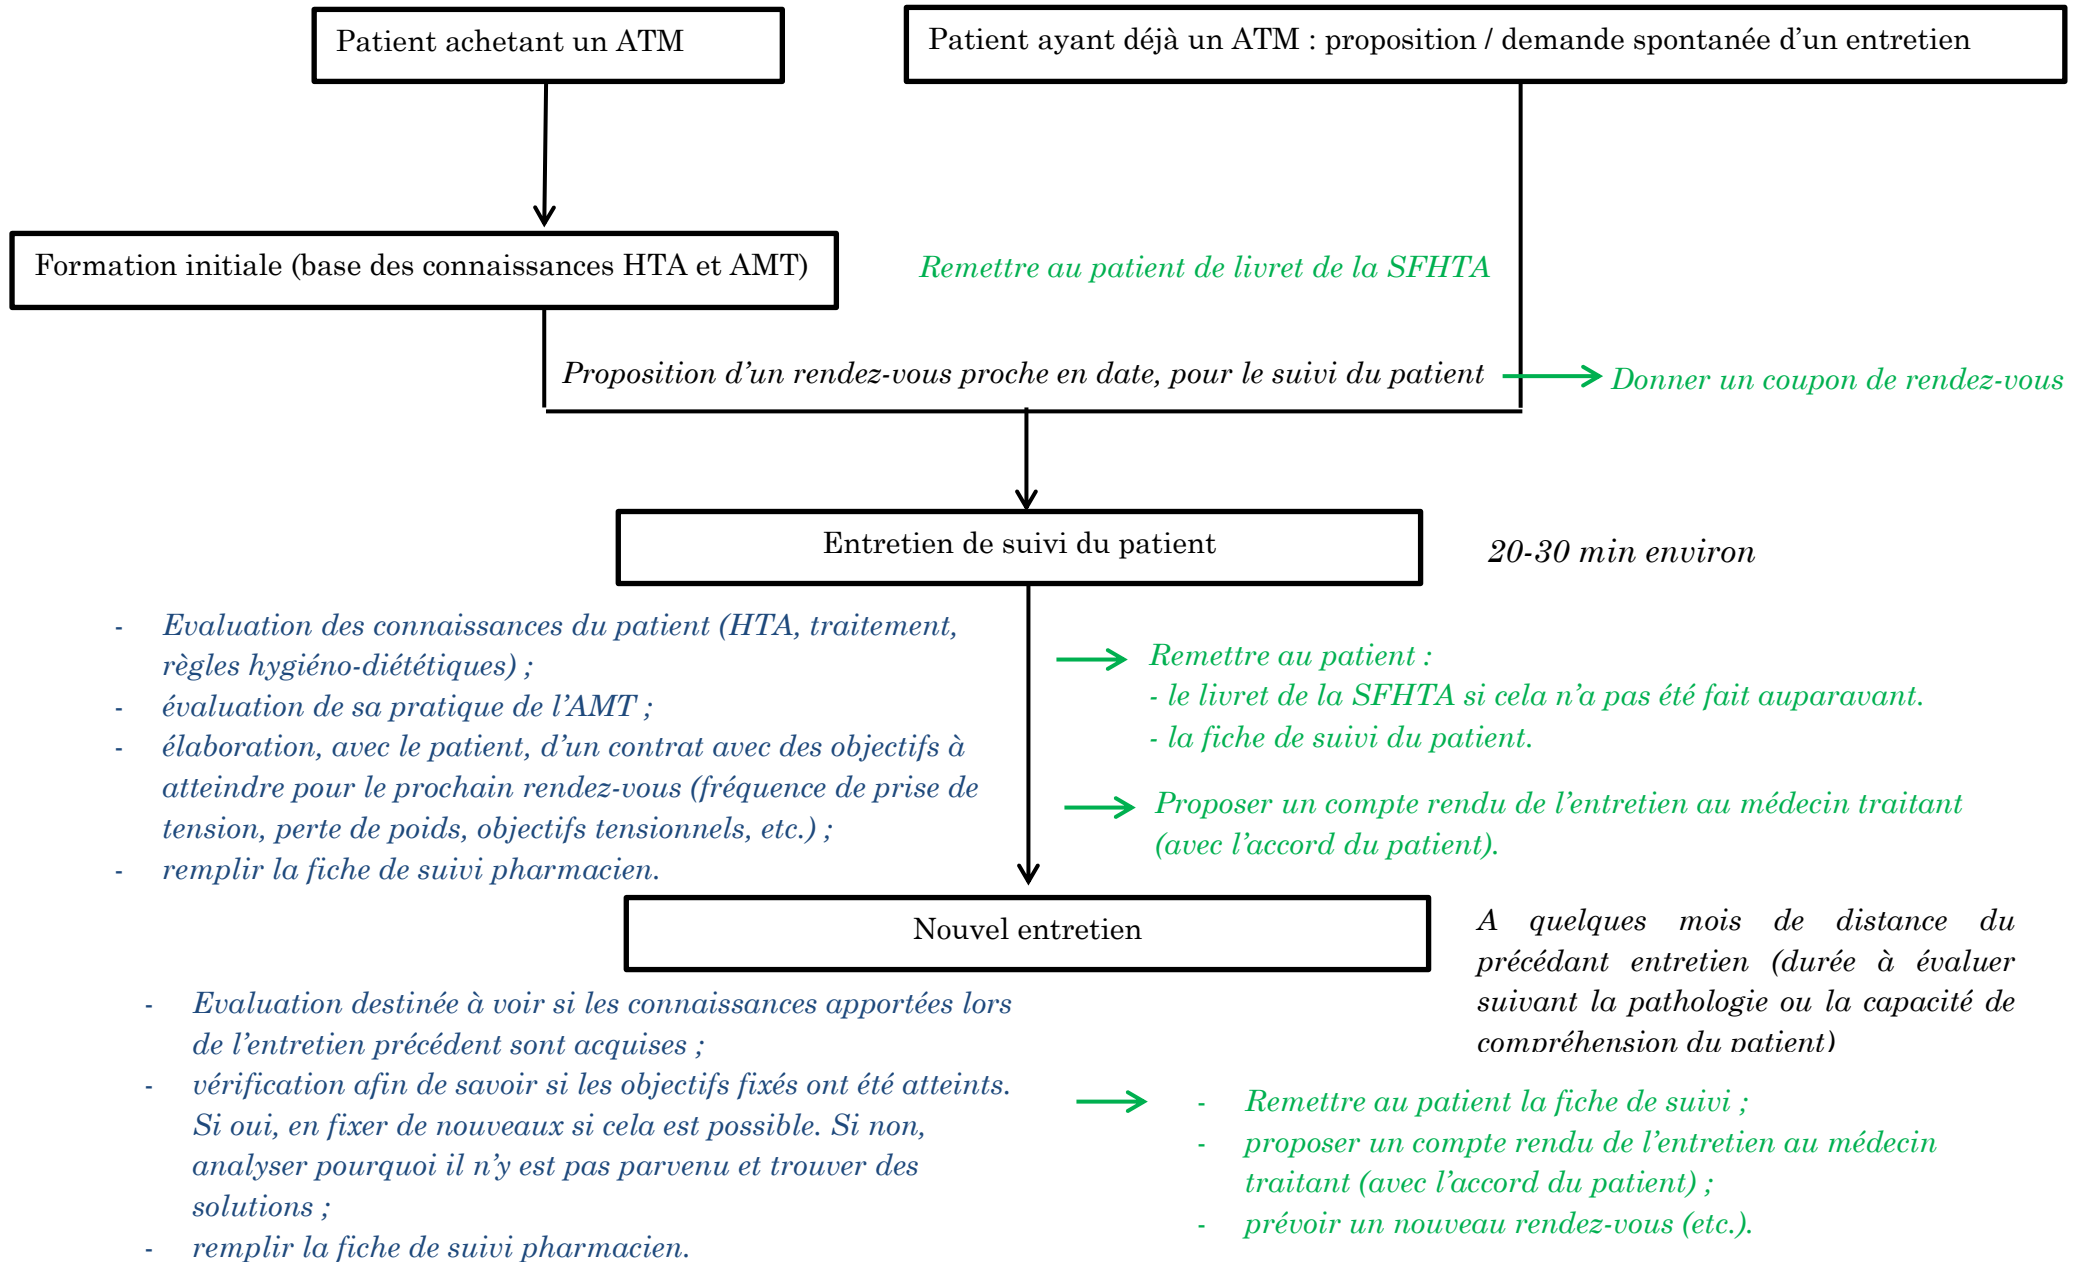 Patient achetant un ATM
Patient ayant déjà un ATM : proposition / demande spontanée d’un entretien
Formation initiale (base des connaissances HTA et AMT)
Remettre au patient de livret de la SFHTA
Proposition d’un rendez-vous proche en date, pour le suivi du patient
Donner un coupon de rendez-vous
Entretien de suivi du patient
20-30 min environ
- Evaluation des connaissances du patient (HTA, traitement,
règles hygiéno-diététiques) ;
- évaluation de sa pratique de l’AMT ;
- élaboration, avec le patient, d’un contrat avec des objectifs à
atteindre pour le prochain rendez-vous (fréquence de prise de
tension, perte de poids, objectifs tensionnels, etc.) ;
- remplir la fiche de suivi pharmacien.
Remettre au patient :
- le livret de la SFHTA si cela n’a pas été fait auparavant.
- la fiche de suivi du patient.
Proposer un compte rendu de l’entretien au médecin traitant
(avec l’accord du patient).
Nouvel entretien
A quelques mois de distance du
précédant entretien (durée à évaluer
suivant la pathologie ou la capacité de
compréhension du patient)
- Evaluation destinée à voir si les connaissances apportées lors
de l’entretien précédent sont acquises ;
- vérification afin de savoir si les objectifs fixés ont été atteints.
Si oui, en fixer de nouveaux si cela est possible. Si non,
analyser pourquoi il n’y est pas parvenu et trouver des
solutions ;
- remplir la fiche de suivi pharmacien.
- Remettre au patient la fiche de suivi ;
- proposer un compte rendu de l’entretien au médecin
traitant (avec l’accord du patient) ;
- prévoir un nouveau rendez-vous (etc.).